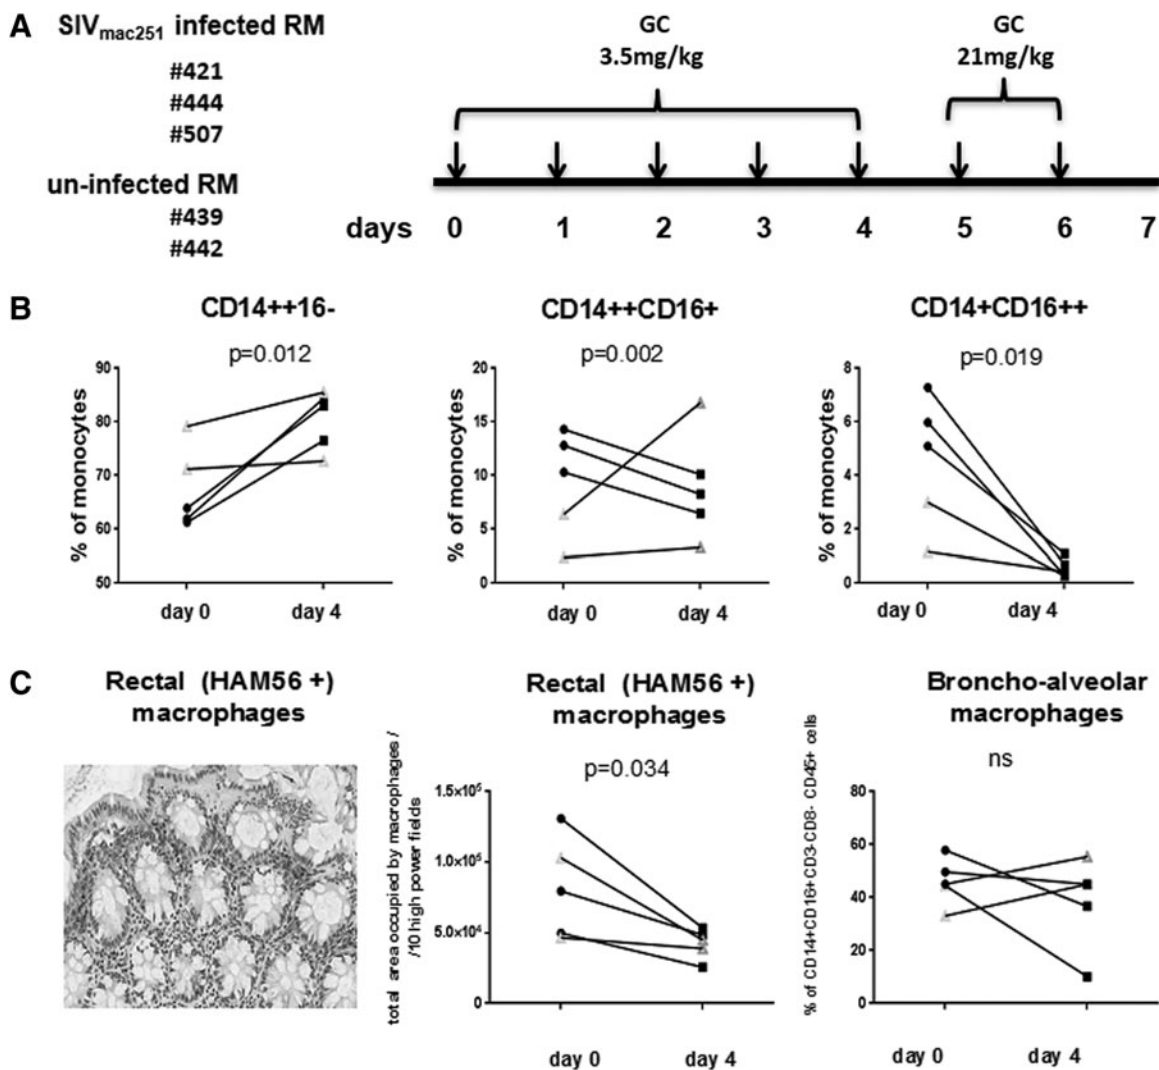 A
SIVmac251 infected RM
#421
#444
#507
un-infected RM
#439
#442
GC
3.5mg/kg
GC
21mg/kg
days 0 1 2 3 4 5 6 7
B
CD14++16-
p=0.012
% of monocytes
90
80
70
60
50
day 0 day 4
CD14++CD16+
p=0.002
% of monocytes
20
15
10
5
0
day 0 day 4
CD14+CD16++
p=0.019
% of monocytes
8
6
4
2
0
day 0 day 4
C
Rectal (HAM56 +)
macrophages
Rectal (HAM56 +)
macrophages
p=0.034
total area occupied by macrophages /
/10 high power fields
1.5×10⁵
1.0×10⁵
5.0×10⁴
0
day 0 day 4
Broncho-alveolar
macrophages
ns
% of CD14+CD16+CD3-CD8- CD45+ cells
80
60
40
20
0
day 0 day 4